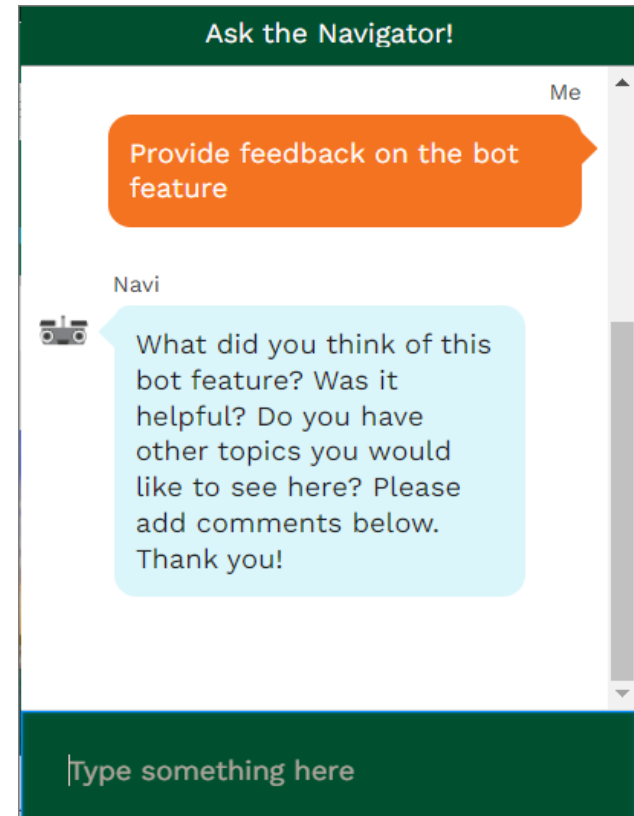 Ask the Navigator!
Me
Provide feedback on the bot
feature
Navi
What did you think of this
bot feature? Was it
helpful? Do you have
other topics you would
like to see here? Please
add comments below.
Thank you!
Type something here